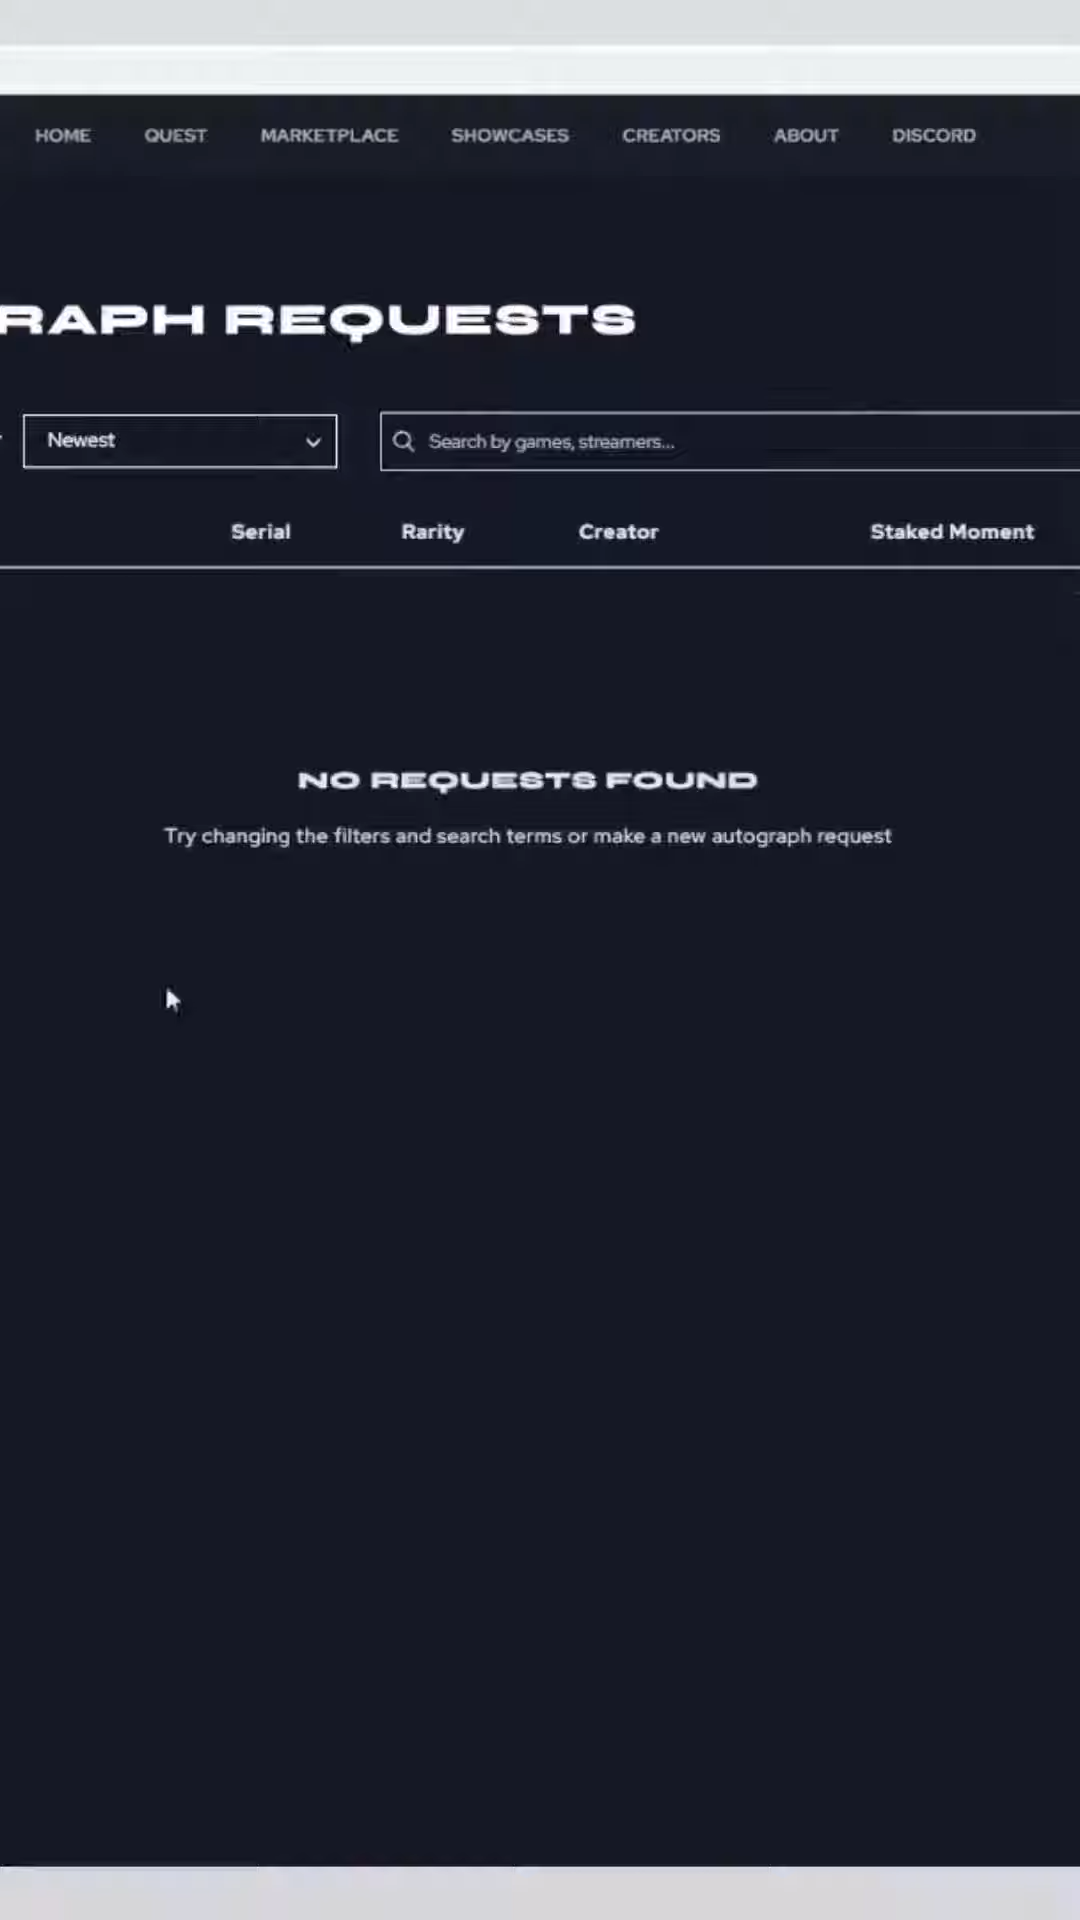 HOME QUEST MARKETPLACE SHOWCASES CREATORS ABOUT DISCORD
RAPH REQUESTS
Newest Search by games, streamers...
Serial Rarity Creator Staked Moment
NO REQUESTS FOUND
Try changing the filters and search terms or make a new autograph request